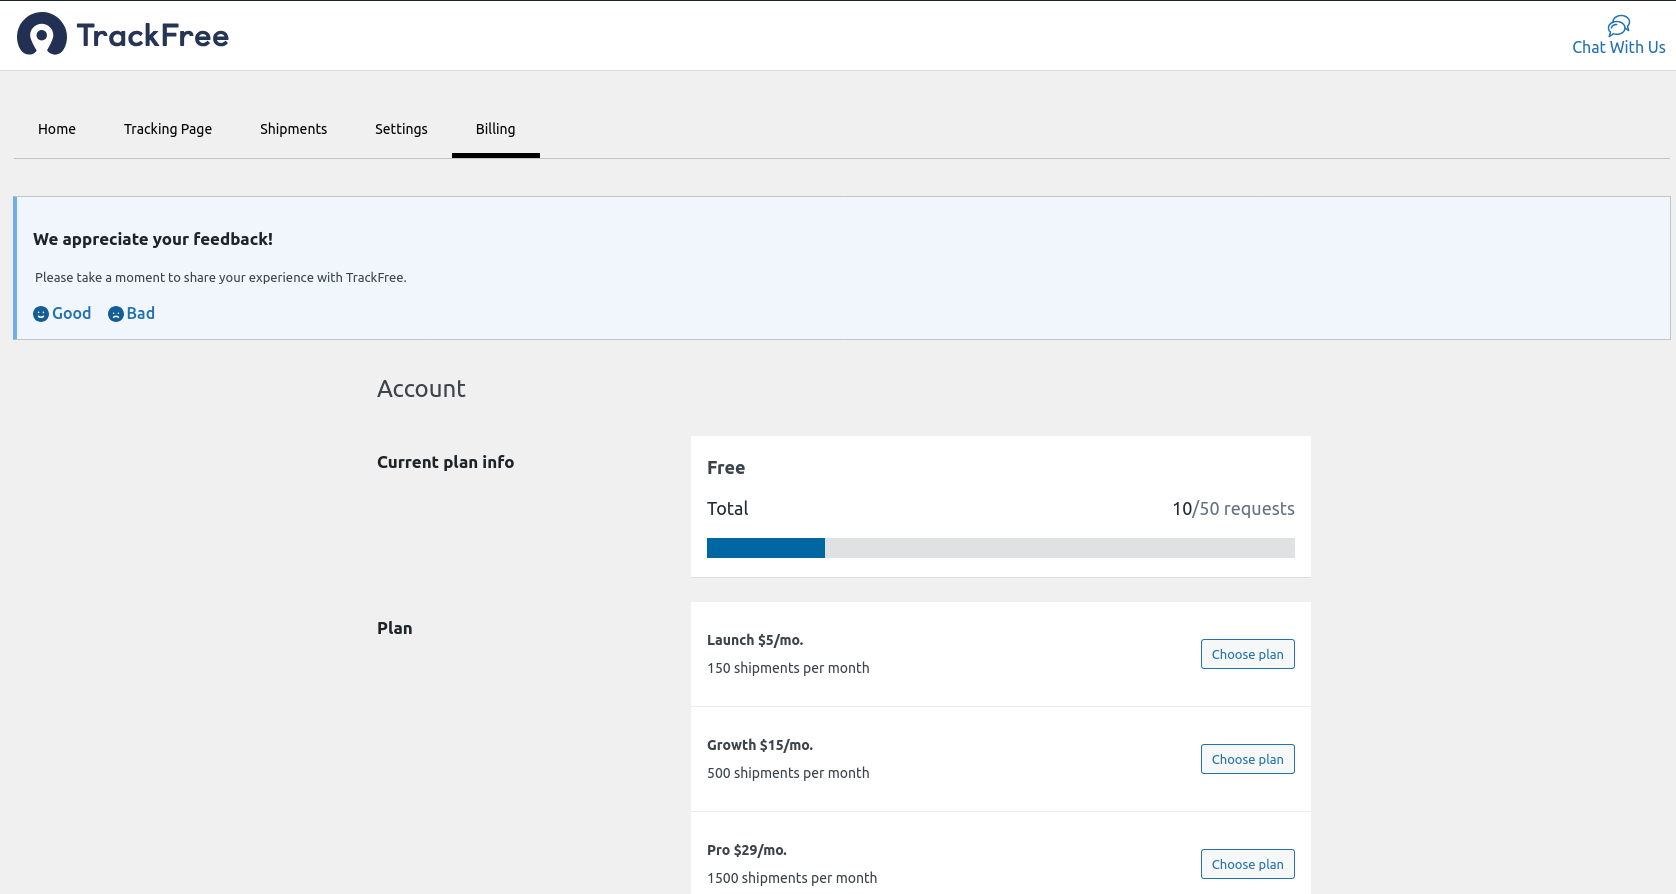 TrackFree
Chat With Us
Home Tracking Page Shipments Settings Billing
We appreciate your feedback!
Please take a moment to share your experience with TrackFree.
Good Bad
Account
Current plan info
Free
Total 10/50 requests
Plan
Launch $5/mo.
150 shipments per month
Choose plan
Growth $15/mo.
500 shipments per month
Choose plan
Pro $29/mo.
1500 shipments per month
Choose plan